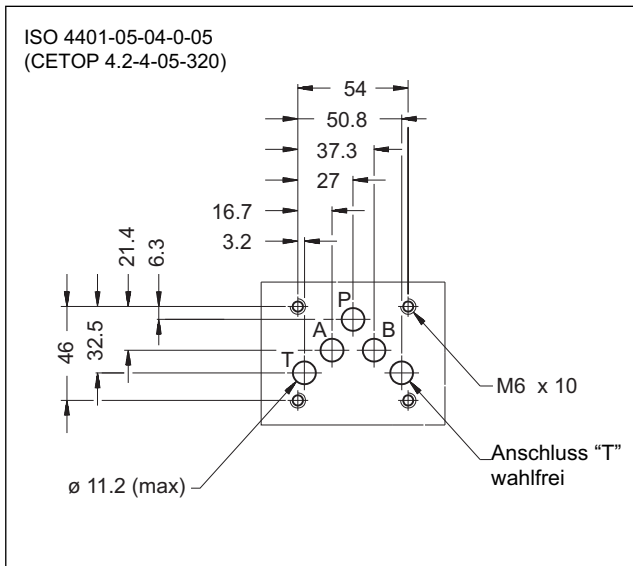 ISO 4401-05-04-0-05
(CETOP 4.2-4-05-320)
54
50.8
37.3
27
16.7
3.2
21.4
6.3
46
32.5
P
A
B
T
M6 x 10
ø 11.2 (max)
Anschluss “T”
wahlfrei